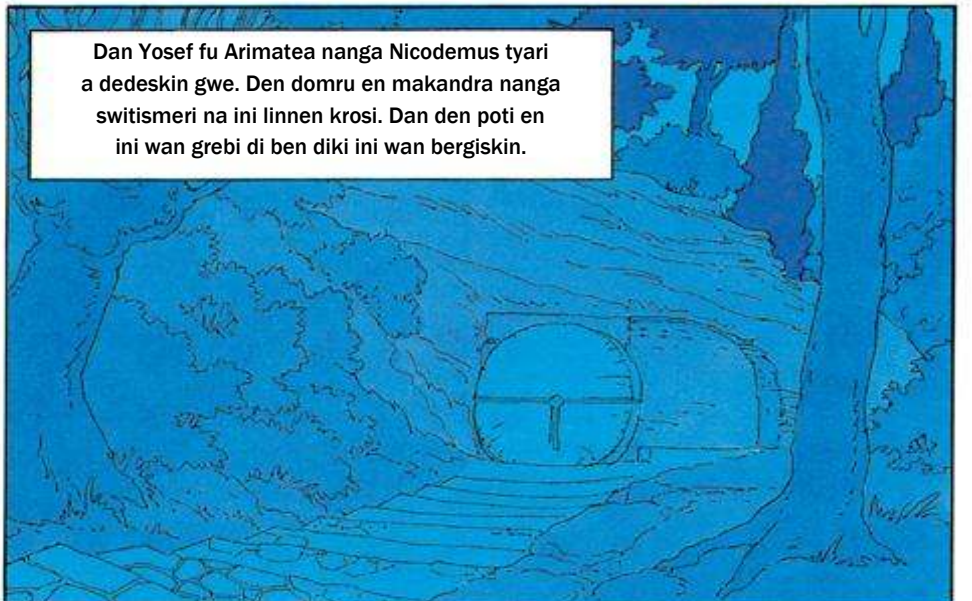 Dan Yosef fu Arimatea nanga Nicodemus tyari
a dedeskin gwe. Den domru en makandra nanga
switismeri na ini linnen krosi. Dan den poti en
ini wan grebi di ben diki ini wan bergiskin.